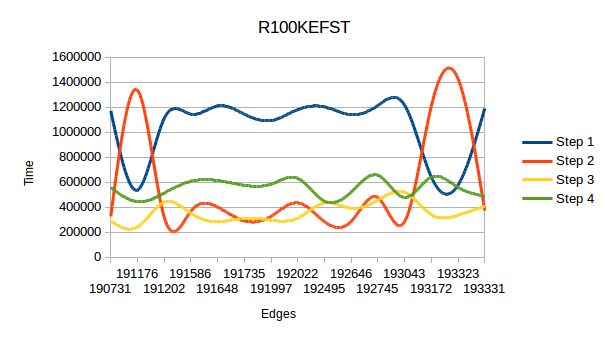 R100KEFST
1600000
1400000
1200000
1000000
800000
600000
400000
200000
0
Time
Step 1
Step 2
Step 3
Step 4
191176 191586 191735 192022 192646 193043 193323
190731 191202 191648 191997 192495 192745 193172 193331
Edges